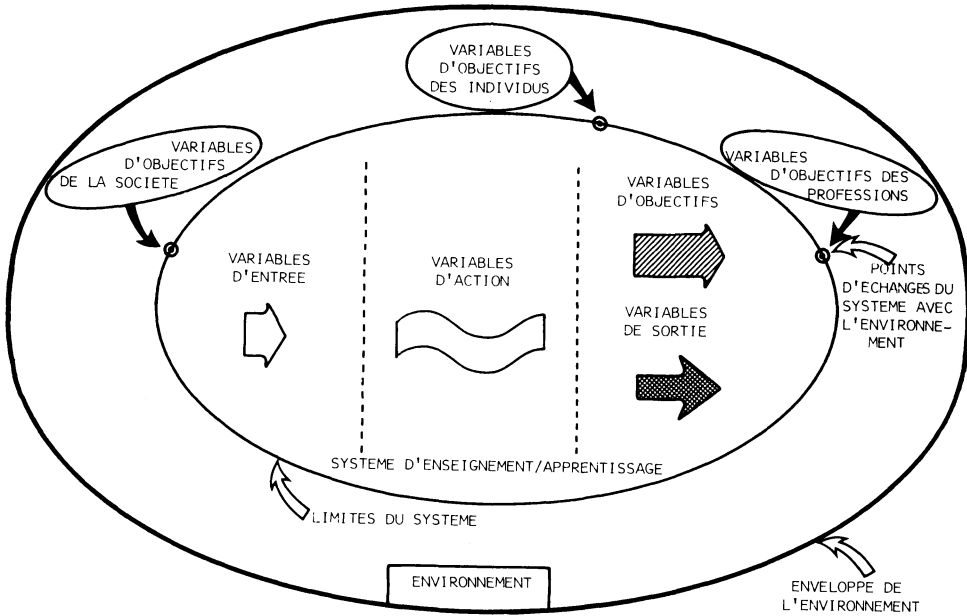 VARIABLES
D'OBJECTIFS
DES INDIVIDUS
VARIABLES
D'OBJECTIFS
DE LA SOCIETE
VARIABLES
D'OBJECTIFS DES
PROFESSIONS
VARIABLES
D'ENTREE
VARIABLES
D'ACTION
VARIABLES
D'OBJECTIFS
VARIABLES
DE SORTIE
POINTS
D'ECHANGES DU
SYSTEME AVEC
L'ENVIRONNE-
MENT
SYSTEME D'ENSEIGNEMENT/APPRENTISSAGE
LIMITES DU SYSTEME
ENVIRONNEMENT
ENVELOPPE DE
L'ENVIRONNEMENT